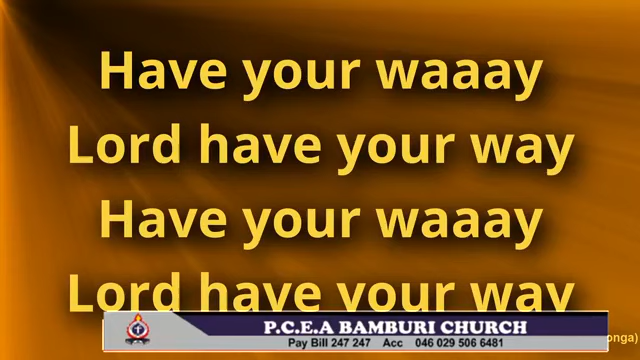 Have your waaay
Lord have your way
Have your waaay
Lord have your way
P.C.E.A BAMBURI CHURCH
Pay Bill 247 247 Acc 046 029 506 6481
onga)